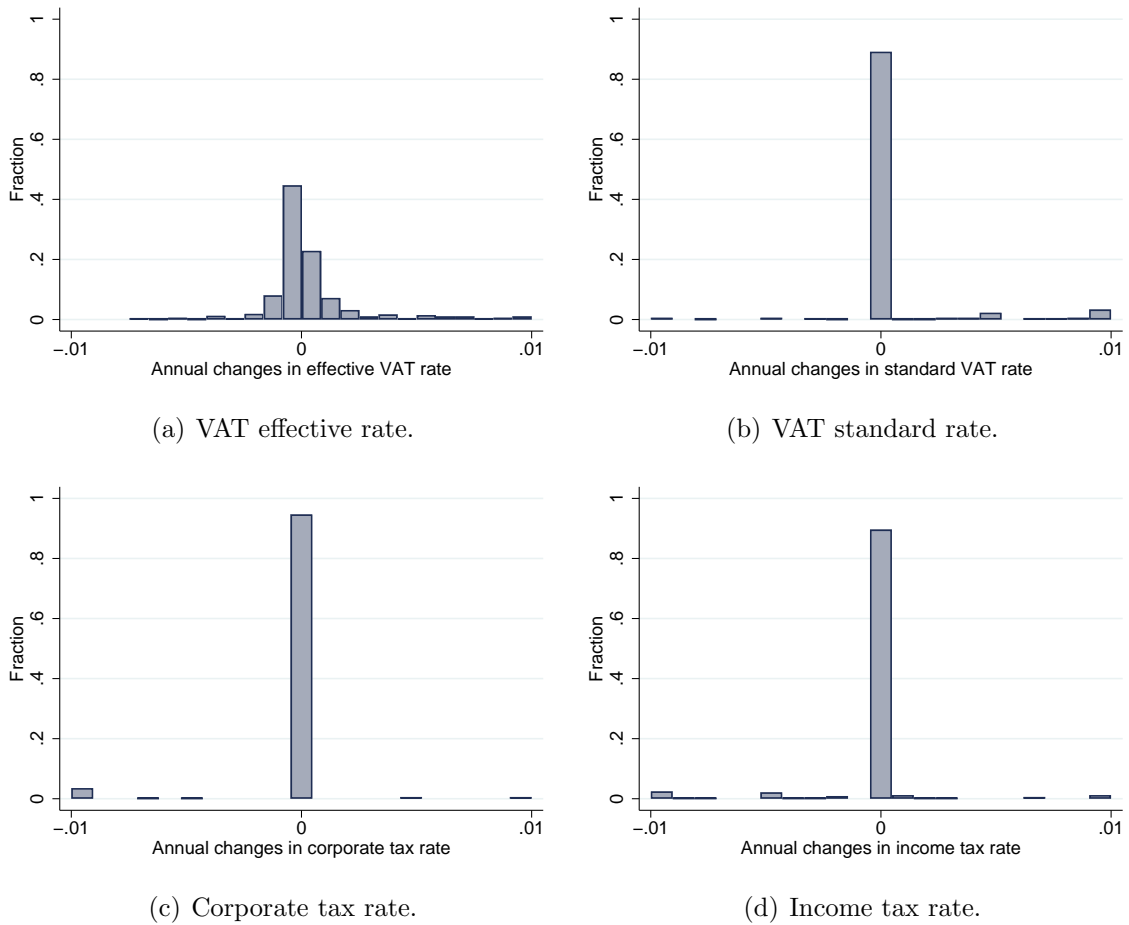 1
.8
.6
.4
.2
0
Fraction
−.01 0 .01
Annual changes in effective VAT rate
(a) VAT effective rate.
1
.8
.6
.4
.2
0
Fraction
−.01 0 .01
Annual changes in standard VAT rate
(b) VAT standard rate.
1
.8
.6
.4
.2
0
Fraction
−.01 0 .01
Annual changes in corporate tax rate
(c) Corporate tax rate.
1
.8
.6
.4
.2
0
Fraction
−.01 0 .01
Annual changes in income tax rate
(d) Income tax rate.